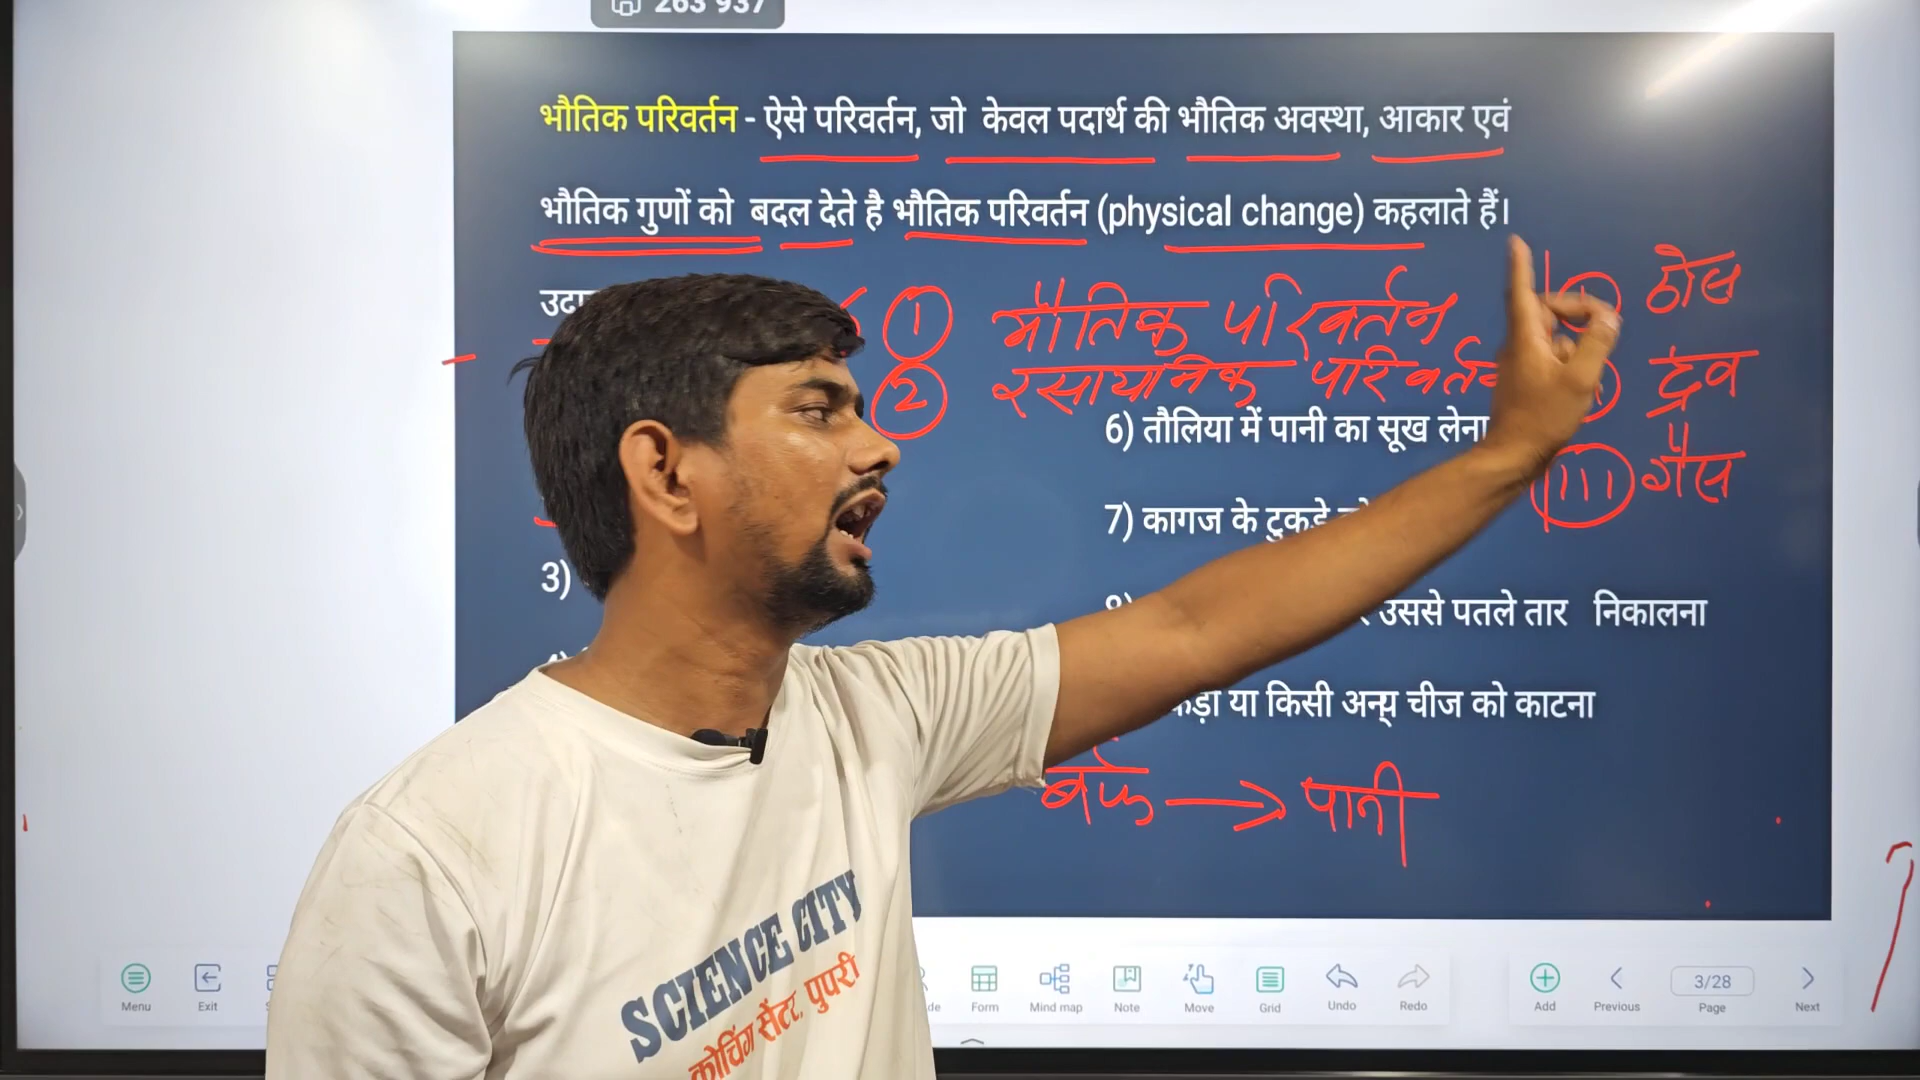 263 937
भौतिक परिवर्तन - ऐसे परिवर्तन, जो केवल पदार्थ की भौतिक अवस्था, आकार एवं
भौतिक गुणों को बदल देते है भौतिक परिवर्तन (physical change) कहलाते हैं।
1 भौतिक परिवर्तन
2 रसायनिक परिवर्तन
ठोस
द्रव
III गैस
6) तौलिया में पानी का सूख लेना
7) कागज के टुकड़े
3)
उससे पतले तार निकालना
या किसी अन्य चीज को काटना
बर्फ → पानी
SCIENCE CITY
कोचिंग सेंटर, पुपरी
Menu
Exit
Form
Mind map
Note
Move
Grid
Undo
Redo
Add
Previous
3/28
Page
Next